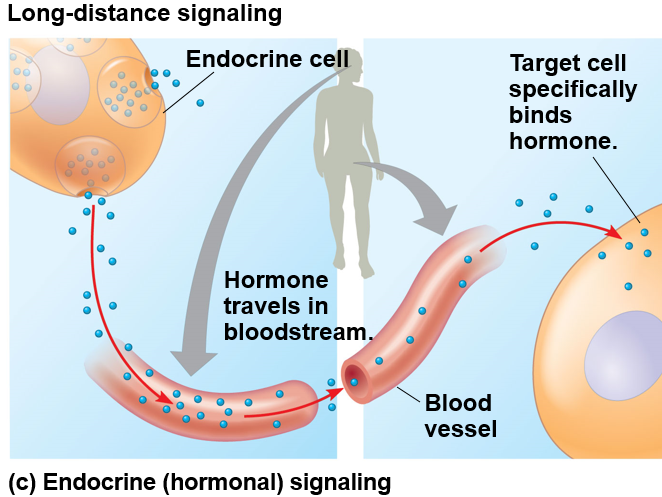 Long-distance signaling
Endocrine cell
Target cell
specifically
binds
hormone.
Hormone
travels in
bloodstream.
Blood
vessel
(c) Endocrine (hormonal) signaling